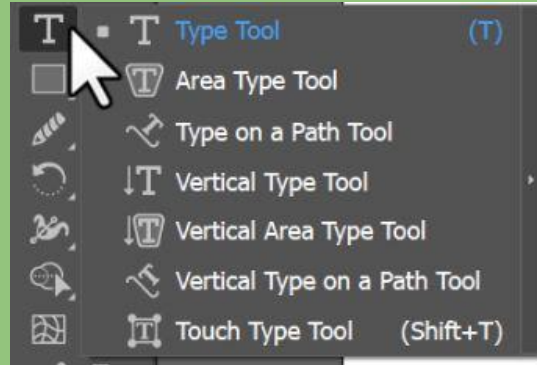 Type Tool (T)
Area Type Tool
Type on a Path Tool
Vertical Type Tool
Vertical Area Type Tool
Vertical Type on a Path Tool
Touch Type Tool (Shift+T)